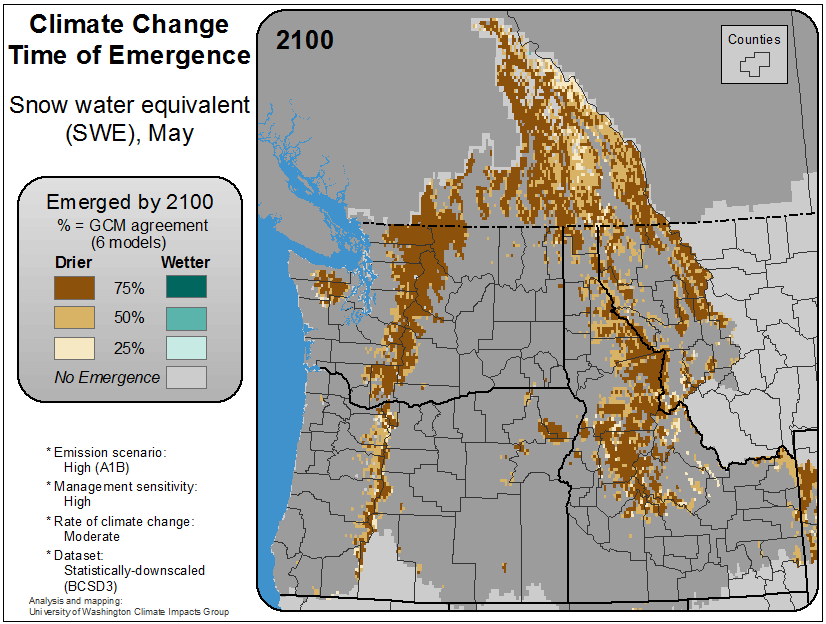 Climate Change
Time of Emergence
Snow water equivalent
(SWE), May
Emerged by 2100
% = GCM agreement
(6 models)
Drier Wetter
75%
50%
25%
No Emergence
* Emission scenario:
High (A1B)
* Management sensitivity:
High
* Rate of climate change:
Moderate
* Dataset:
Statistically-downscaled
(BCSD3)
Analysis and mapping:
University of Washington Climate Impacts Group
2100
Counties